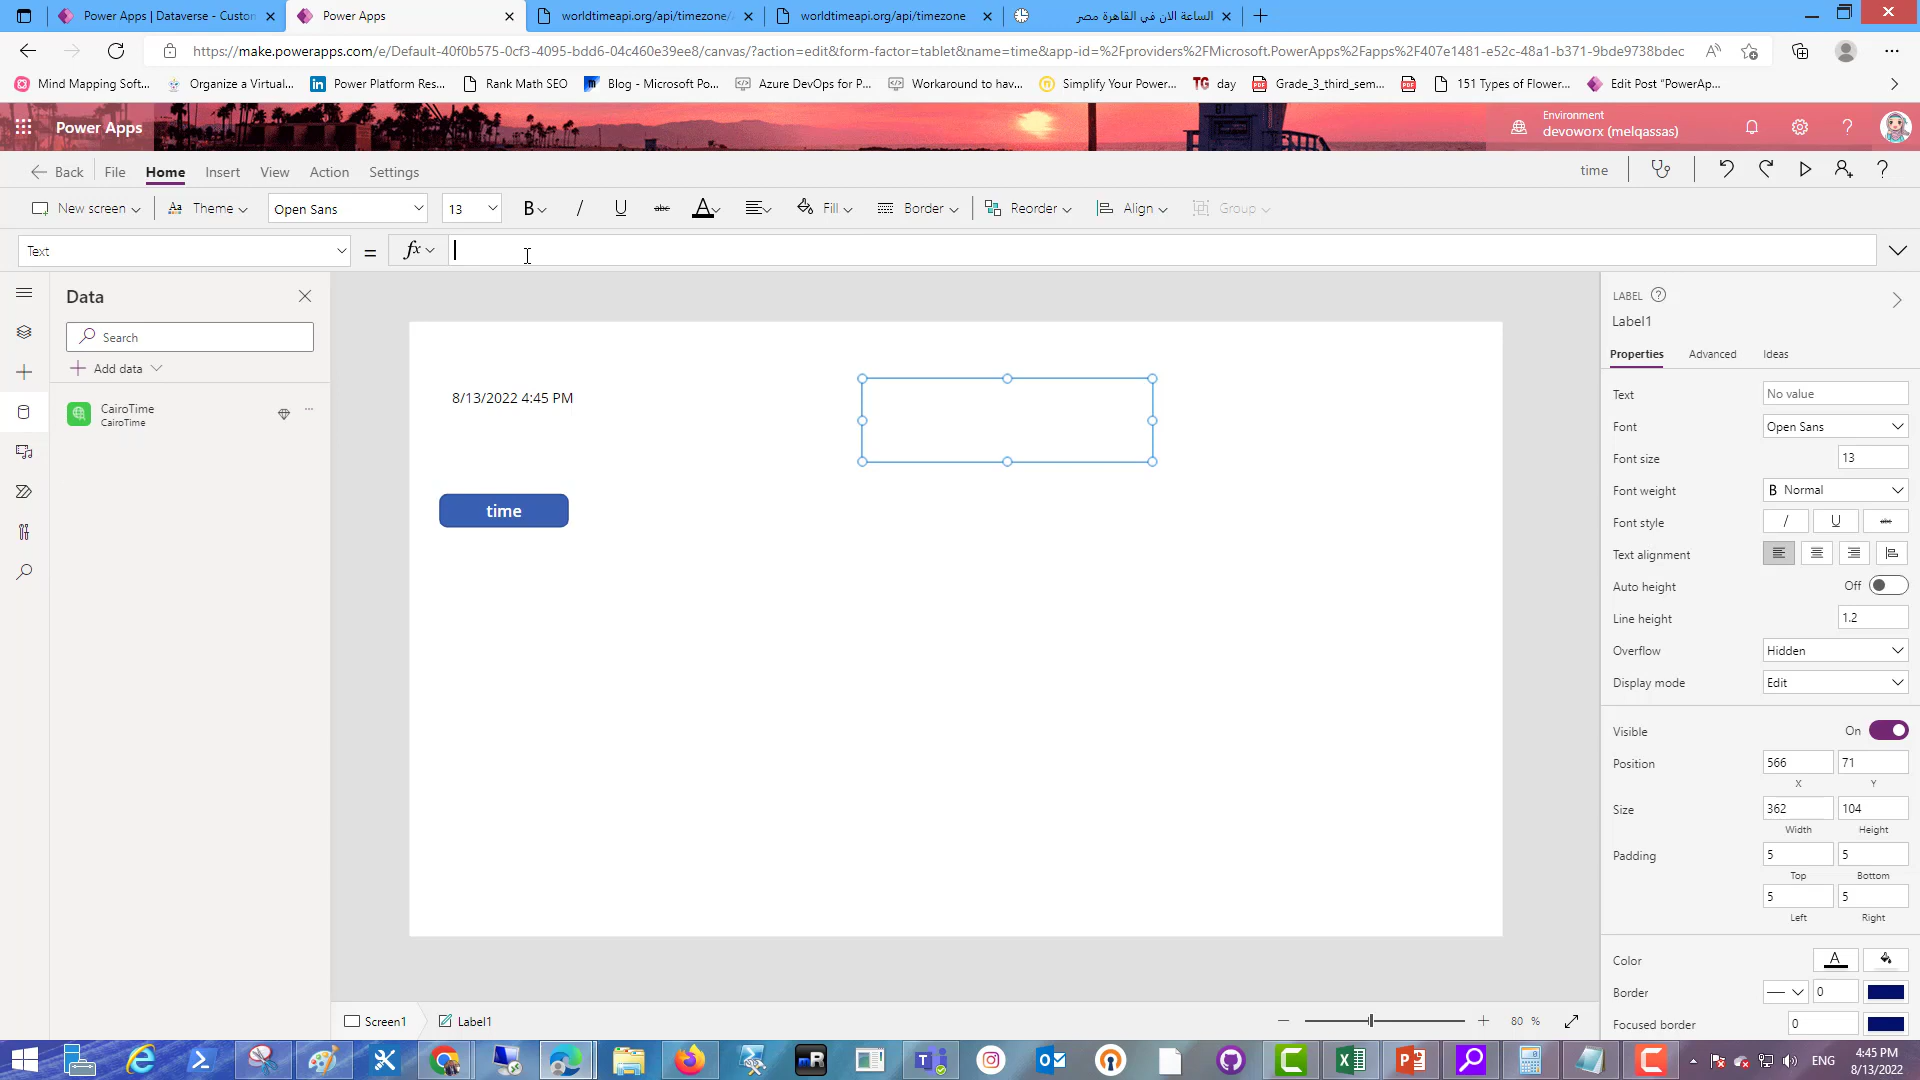 Power Apps | Dataverse - Custon
Power Apps
worldtimeapi.org/api/timezone/
worldtimeapi.org/api/timezone
الساعة الان في القاهرة مصر
https://make.powerapps.com/e/Default-40f0b575-0cf3-4095-bdd6-04c460e39ee8/canvas/?action=edit&form-factor=tablet&name=time&app-id=%2Fproviders%2FMicrosoft.PowerApps%2Fapps%2F407e1481-e52c-48a1-b371-9bde9738bdec
Mind Mapping Soft...
Organize a Virtual...
Power Platform Res...
Rank Math SEO
Blog - Microsoft Po...
Azure DevOps for P...
Workaround to hav...
Simplify Your Power...
TG day
Grade_3_third_sem...
151 Types of Flower...
Edit Post "PowerAp...
Power Apps
Environment
devoworx (melqassas)
Back
File
Home
Insert
View
Action
Settings
time
New screen
Theme
Open Sans
13
B
/
U
abc
A
Fill
Border
Reorder
Align
Group
Text
=
fx
Data
Search
Add data
CairoTime
CairoTime
8/13/2022 4:45 PM
time
LABEL
Label1
Properties
Advanced
Ideas
Text
No value
Font
Open Sans
Font size
13
Font weight
B Normal
Font style
/
U
abc
Text alignment
Auto height
Off
Line height
1.2
Overflow
Hidden
Display mode
Edit
Visible
On
Position
566
71
X
Y
Size
362
104
Width
Height
Padding
5
5
Top
Bottom
5
5
Left
Right
Color
A
Border
0
Focused border
0
Screen1
Label1
80 %
ENG
4:45 PM
8/13/2022